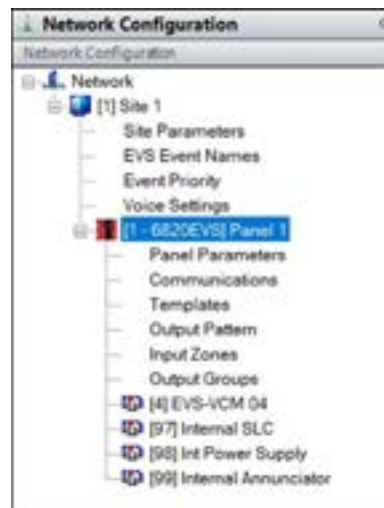 Network Configuration
Network Configuration
Network
[1] Site 1
Site Parameters
EVS Event Names
Event Priority
Voice Settings
[1 - 6820EVS] Panel 1
Panel Parameters
Communications
Templates
Output Pattern
Input Zones
Output Groups
[4] EVS-VCM 04
[97] Internal SLC
[98] Int Power Supply
[99] Internal Annunciator